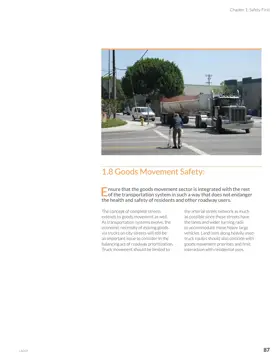 Chapter 1 Safety First
1.8 Goods Movement Safety:
Ensure that the goods movement sector is integrated with the rest
of the transportation system in such a way that does not endanger
the health and safety of residents and other roadway users.
The concept of complete streets
extends to goods movement as well.
As transportation systems evolve, the
economic normalcy of moving goods
via trucks on city streets will still be
an important issue to consider in the
balancing act of roadway prioritization.
Truck movement should be limited to
the arterial street network as much
as possible since these streets have
the lanes and wider turning radii
to accommodate these heavy, large
vehicles. Land uses along heavily used
truck routes should also coincide with
goods movement priorities and limit
interaction with residential uses.
87